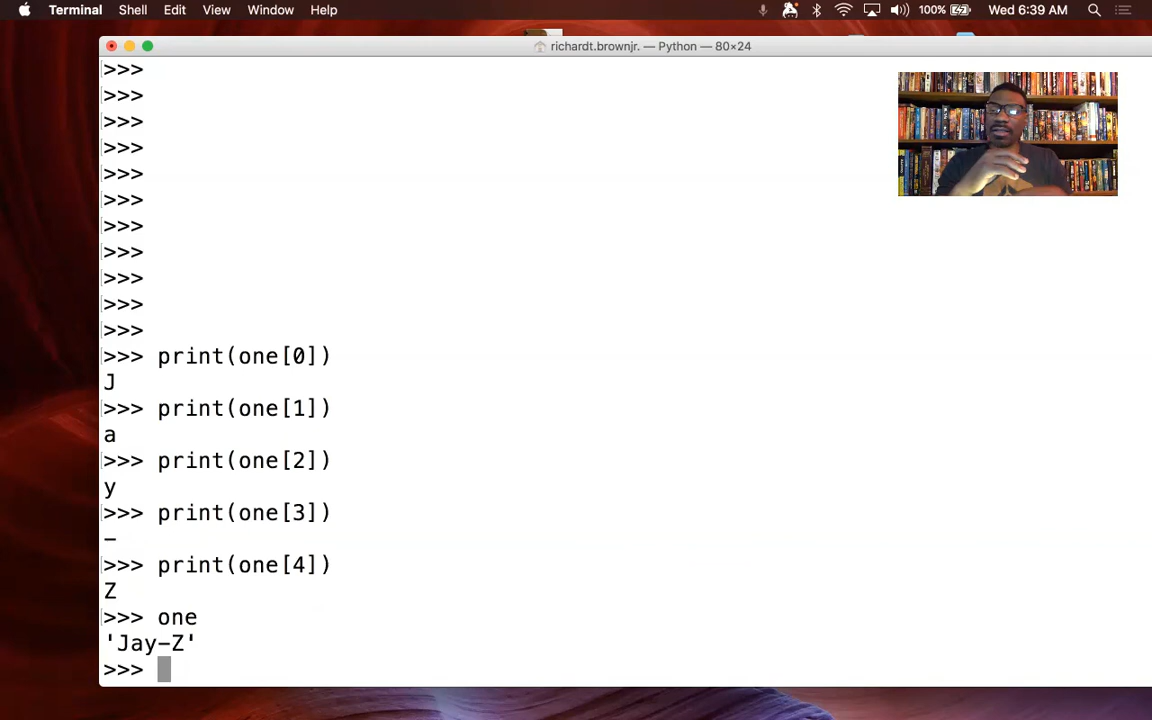 Terminal Shell Edit View Window Help 100% Wed 6:39 AM
richardt.brownjr. — Python — 80×24
>>>
>>>
>>>
>>>
>>>
>>>
>>>
>>>
>>>
>>>
>>>
>>> print(one[0])
J
>>> print(one[1])
a
>>> print(one[2])
y
>>> print(one[3])
-
>>> print(one[4])
Z
>>> one
'Jay-Z'
>>>